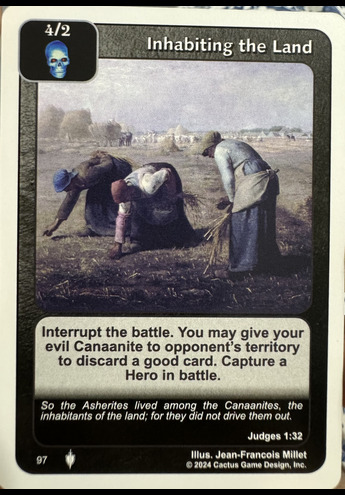 4/2
Inhabiting the Land
Interrupt the battle. You may give your
evil Canaanite to opponent's territory
to discard a good card. Capture a
Hero in battle.
So the Asherites lived among the Canaanites, the
inhabitants of the land; for they did not drive them out.
Judges 1:32
97
Illus. Jean-Francois Millet
© 2024 Cactus Game Design, Inc.